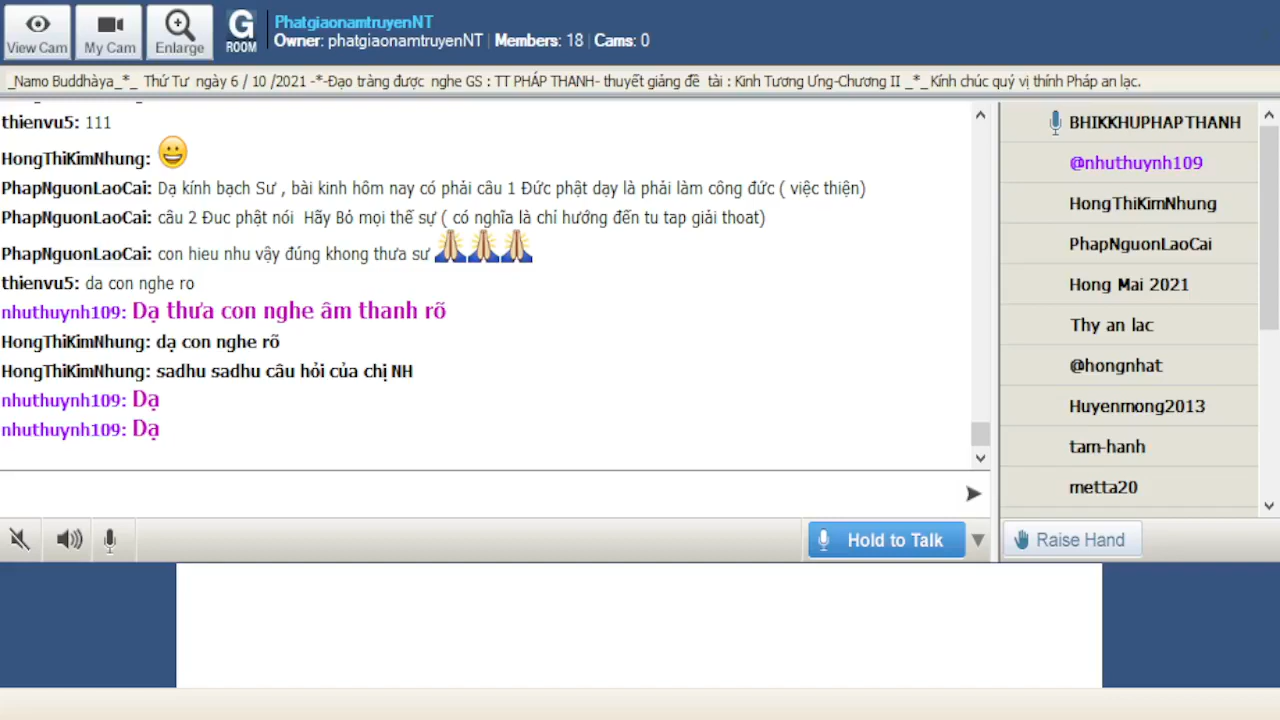 View Cam
My Cam
Enlarge
G
ROOM
PhatgiaonamtruyenNT
Owner: phatgiaonamtruyenNT | Members: 18 | Cams: 0
_Namo Buddhàya_*_ Thứ Tư ngày 6 / 10 /2021 -*-Đạo tràng được nghe GS : TT PHÁP THANH- thuyết giảng đề tài : Kinh Tương Ưng-Chương II _*_Kính chúc quý vị thính Pháp an lạc.
thienvu5: 111
HongThiKimNhung:
PhapNguonLaoCai: Dạ kính bạch Sư , bài kinh hôm nay có phải câu 1 Đức phật dạy là phải làm công đức ( việc thiện)
PhapNguonLaoCai: câu 2 Đuc phật nói Hãy Bỏ mọi thế sự ( có nghĩa là chỉ hướng đến tu tap giải thoat)
PhapNguonLaoCai: con hieu nhu vậy đúng khong thưa sư
thienvu5: da con nghe ro
nhuthuynh109: Dạ thưa con nghe âm thanh rõ
HongThiKimNhung: dạ con nghe rõ
HongThiKimNhung: sadhu sadhu câu hỏi của chị NH
nhuthuynh109: Dạ
nhuthuynh109: Dạ
BHIKKHUPHAPTHANH
@nhuthuynh109
HongThiKimNhung
PhapNguonLaoCai
Hong Mai 2021
Thy an lac
@hongnhat
Huyenmong2013
tam-hanh
metta20
Hold to Talk
Raise Hand